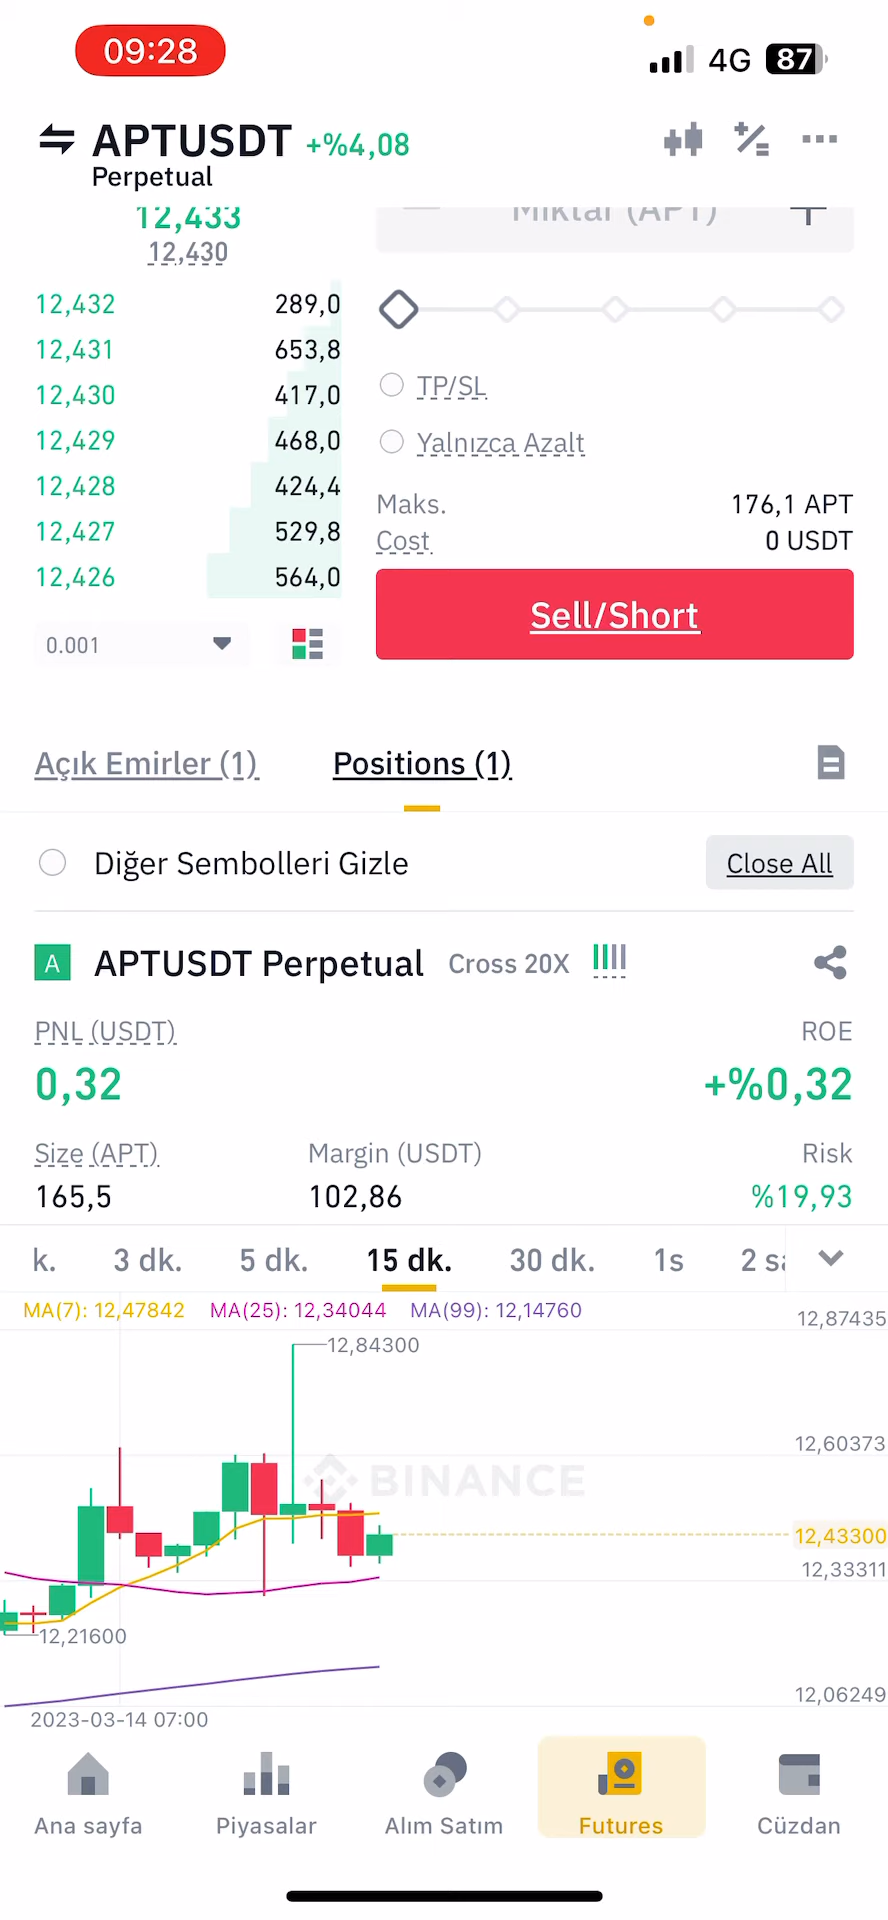 09:28
4G 87
APTUSDT +%4,08
Perpetual
12,433
Miktar (APT)
12,430
12,432 289,0
12,431 653,8
12,430 417,0
TP/SL
12,429 468,0
Yalnızca Azalt
12,428 424,4
Maks. 176,1 APT
12,427 529,8
Cost 0 USDT
12,426 564,0
Sell/Short
0.001
Açık Emirler (1) Positions (1)
Diğer Sembolleri Gizle Close All
A APTUSDT Perpetual Cross 20X
PNL (USDT) ROE
0,32 +%0,32
Size (APT) Margin (USDT) Risk
165,5 102,86 %19,93
k. 3 dk. 5 dk. 15 dk. 30 dk. 1s 2 sa
MA(7): 12,47842 MA(25): 12,34044 MA(99): 12,14760
12,87435
12,84300
12,60373
BINANCE
12,43300
12,33311
12,21600
12,06249
2023-03-14 07:00
Ana sayfa Piyasalar Alım Satım Futures Cüzdan